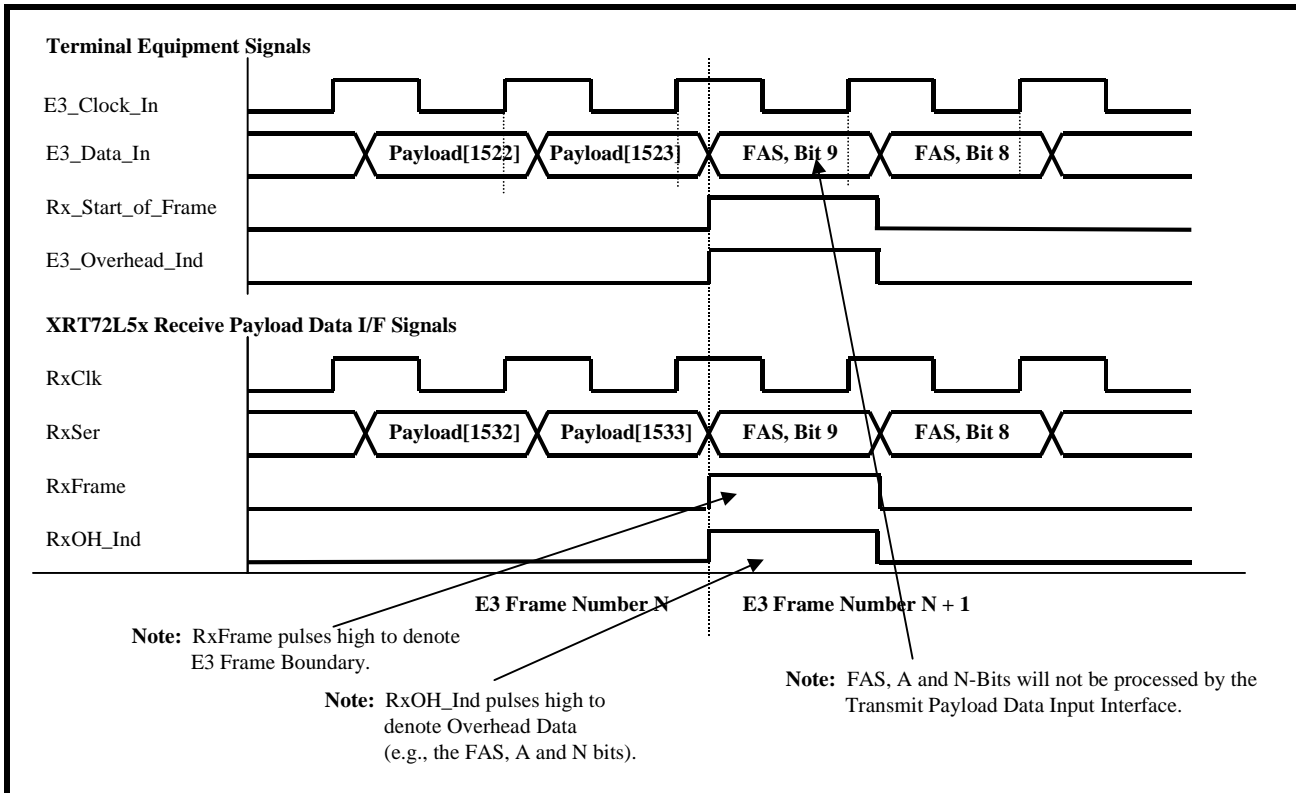 Terminal Equipment Signals
E3_Clock_In
E3_Data_In
Payload[1522] Payload[1523] FAS, Bit 9 FAS, Bit 8
Rx_Start_of_Frame
E3_Overhead_Ind
XRT72L5x Receive Payload Data I/F Signals
RxClk
RxSer
Payload[1532] Payload[1533] FAS, Bit 9 FAS, Bit 8
RxFrame
RxOH_Ind
E3 Frame Number N E3 Frame Number N + 1
Note: RxFrame pulses high to denote
E3 Frame Boundary.
Note: RxOH_Ind pulses high to
denote Overhead Data
(e.g., the FAS, A and N bits).
Note: FAS, A and N-Bits will not be processed by the
Transmit Payload Data Input Interface.